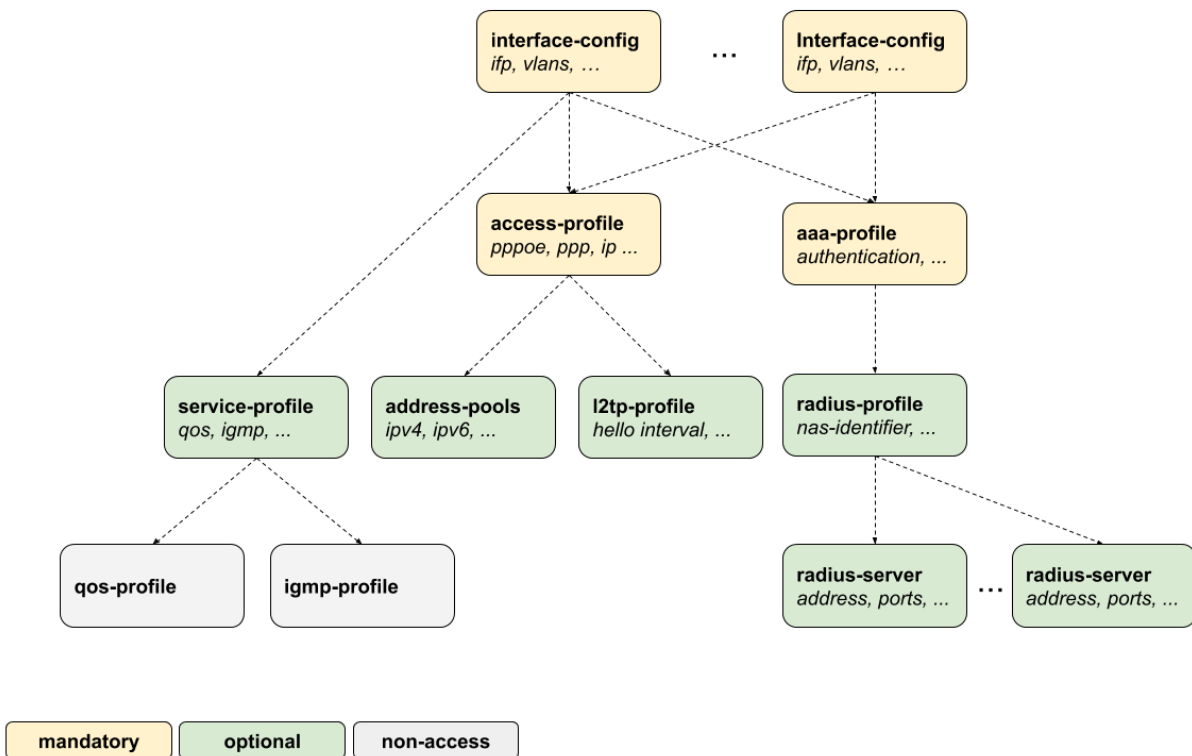 interface-config
ifp, vlans, …
...
Interface-config
ifp, vlans, …
access-profile
pppoe, ppp, ip ...
aaa-profile
authentication, ...
service-profile
qos, igmp, ...
address-pools
ipv4, ipv6, ...
l2tp-profile
hello interval, ...
radius-profile
nas-identifier, ...
qos-profile
igmp-profile
radius-server
address, ports, ...
...
radius-server
address, ports, ...
mandatory
optional
non-access